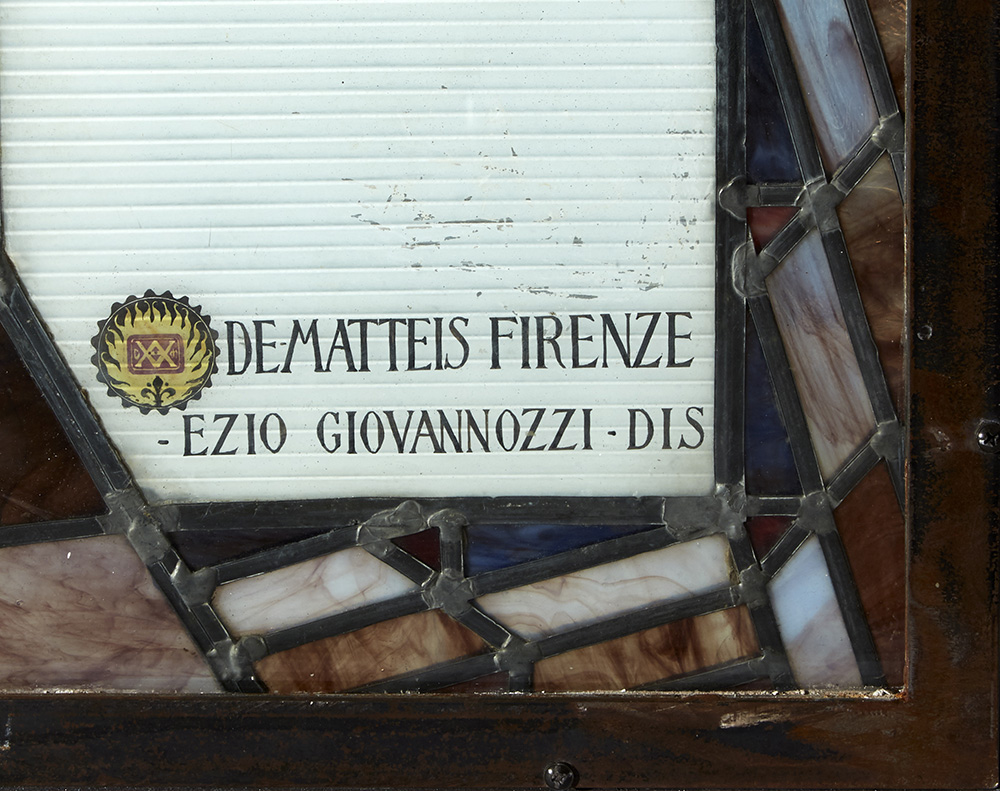 DE-MATTEIS FIRENZE
- EZIO GIOVANNOZZI - DIS